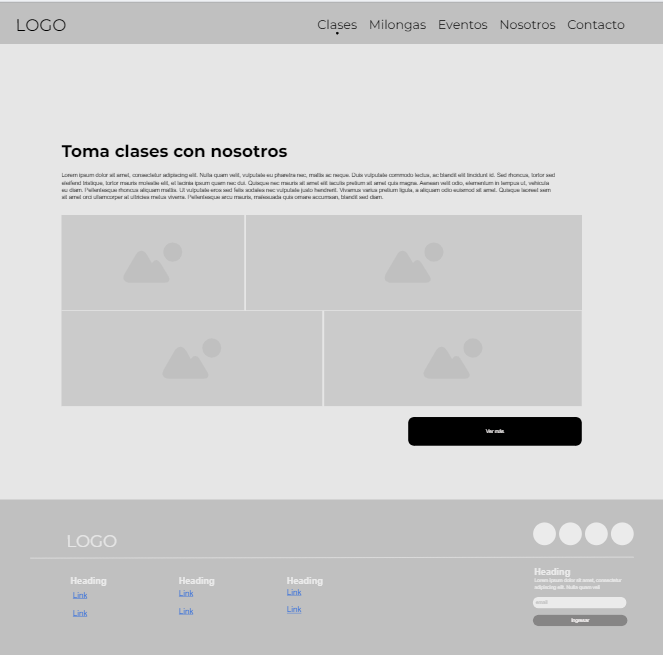 LOGO
Clases Milongas Eventos Nosotros Contacto
Toma clases con nosotros
Lorem ipsum dolor sit amet, consectetur adipiscing elit. Nulla quam velit, vulputate eu pharetra nec, mattis ac neque. Duis vulputate commodo lectus, ac blandit elit tincidunt id. Sed rhoncus, tortor sed
eleifend tristique, tortor mauris molestie elit, et lacinia ipsum quam nec dui. Quisque nec mauris sit amet elit iaculis pretium sit amet quis magna. Aenean velit odio, elementum in tempus ut, vehicula
eu diam. Pellentesque rhoncus aliquam mattis. Ut vulputate eros sed felis sodales nec vulputate justo hendrerit. Vivamus varius pretium ligula, a aliquam odio euismod sit amet. Quisque laoreet sem
sit amet orci ullamcorper at ultricies metus viverra. Pellentesque arcu mauris, malesuada quis ornare accumsan, blandit sed diam.
Ver más
LOGO
Heading
Link
Link
Heading
Link
Link
Heading
Link
Link
Heading
Lorem ipsum dolor sit amet, consectetur
adipiscing elit. Nulla quam velit
email
Ingresar